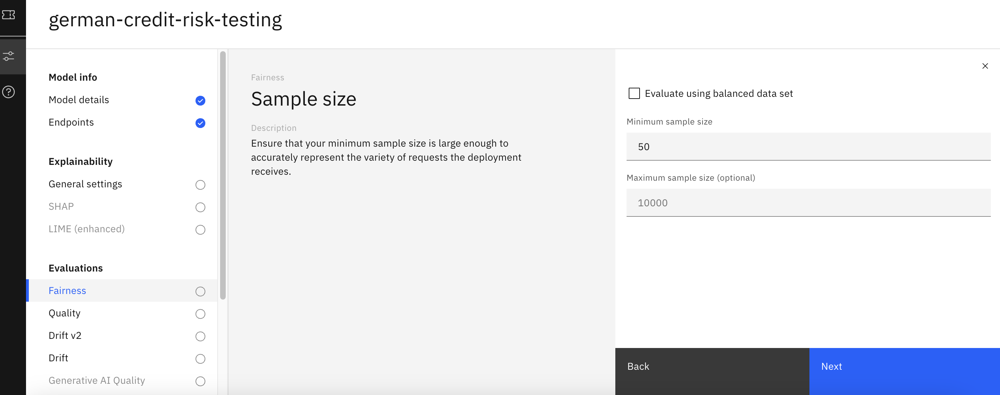 german-credit-risk-testing
Model info
Model details
Endpoints
Explainability
General settings
SHAP
LIME (enhanced)
Evaluations
Fairness
Quality
Drift v2
Drift
Generative AI Quality
Fairness
Sample size
Description
Ensure that your minimum sample size is large enough to
accurately represent the variety of requests the deployment
receives.
Evaluate using balanced data set
Minimum sample size
50
Maximum sample size (optional)
10000
Back
Next